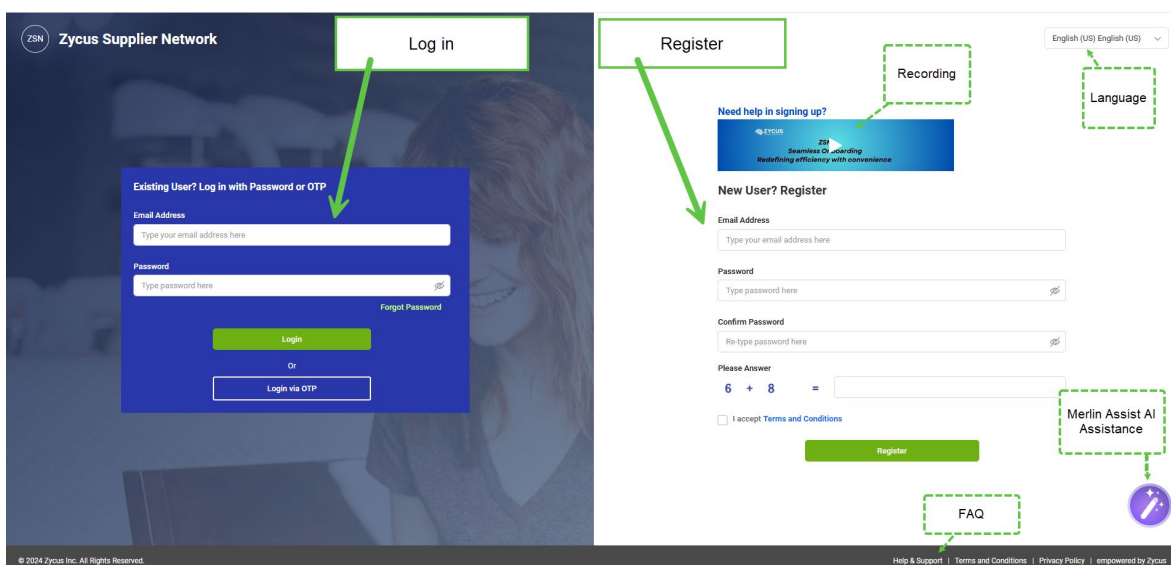 ZSN Zycus Supplier Network
Log in
Existing User? Log in with Password or OTP
Email Address
Type your email address here
Password
Type password here
Forgot Password
Login
Or
Login via OTP
Register
English (US) English (US)
Recording
Language
Need help in signing up?
ZYCUS
Seamless
Redefining efficiency with convenience
New User? Register
Email Address
Type your email address here
Password
Type password here
Confirm Password
Re-type password here
Please Answer
6 + 8 =
I accept Terms and Conditions
Register
Merlin Assist AI
Assistance
FAQ
© 2024 Zycus Inc. All Rights Reserved.
Help & Support | Terms and Conditions | Privacy Policy | empowered by Zycus